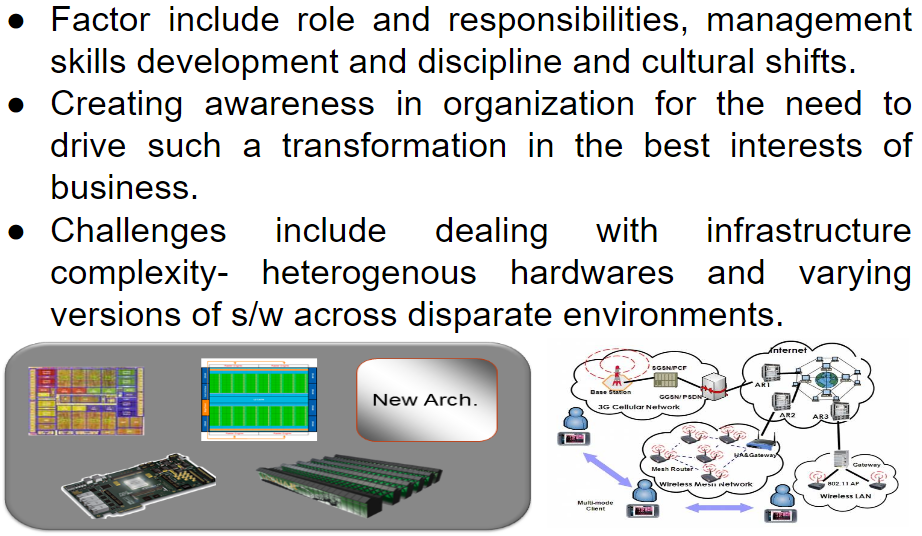 ● Factor include role and responsibilities, management
skills development and discipline and cultural shifts.
● Creating awareness in organization for the need to
drive such a transformation in the best interests of
business.
● Challenges include dealing with infrastructure
complexity- heterogenous hardwares and varying
versions of s/w across disparate environments.
New Arch.
Internet
SGSN/PCF
Base Station
GGSN/ PSDN
3G Cellular Network
AR1
AR2
AR3
HA&Gateway
Mesh Router
Wireless Mesh Network
Gateway
802.11 AP
Wireless LAN
Multi-mode
Client